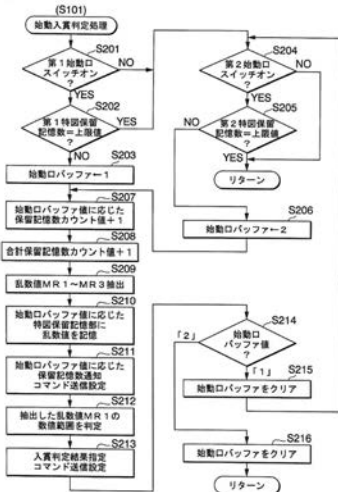 (S101)
始動入賞判定処理
S201
第1始動口
スイッチオン
?
NO
YES
S202
第1特図保留
記憶数=上限値
?
YES
NO
S203
始動口バッファ←1
S207
始動口バッファ値に応じた
保留記憶数カウント値+1
S208
合計保留記憶数カウント値+1
S209
乱数値MR1～MR3抽出
S210
始動口バッファ値に応じた
特図保留記憶部に
乱数値を記憶
S211
始動口バッファ値に応じた
保留記憶数通知
コマンド送信設定
S212
抽出した乱数値MR1の
数値範囲を判定
S213
入賞判定結果指定
コマンド送信設定
S204
第2始動口
スイッチオン
?
NO
YES
S205
第2特図保留
記憶数=上限値
?
NO
YES
リターン
S206
始動口バッファ←2
S214
始動口
バッファ値
?
「2」
「1」
S215
始動口バッファをクリア
S216
始動口バッファをクリア
リターン